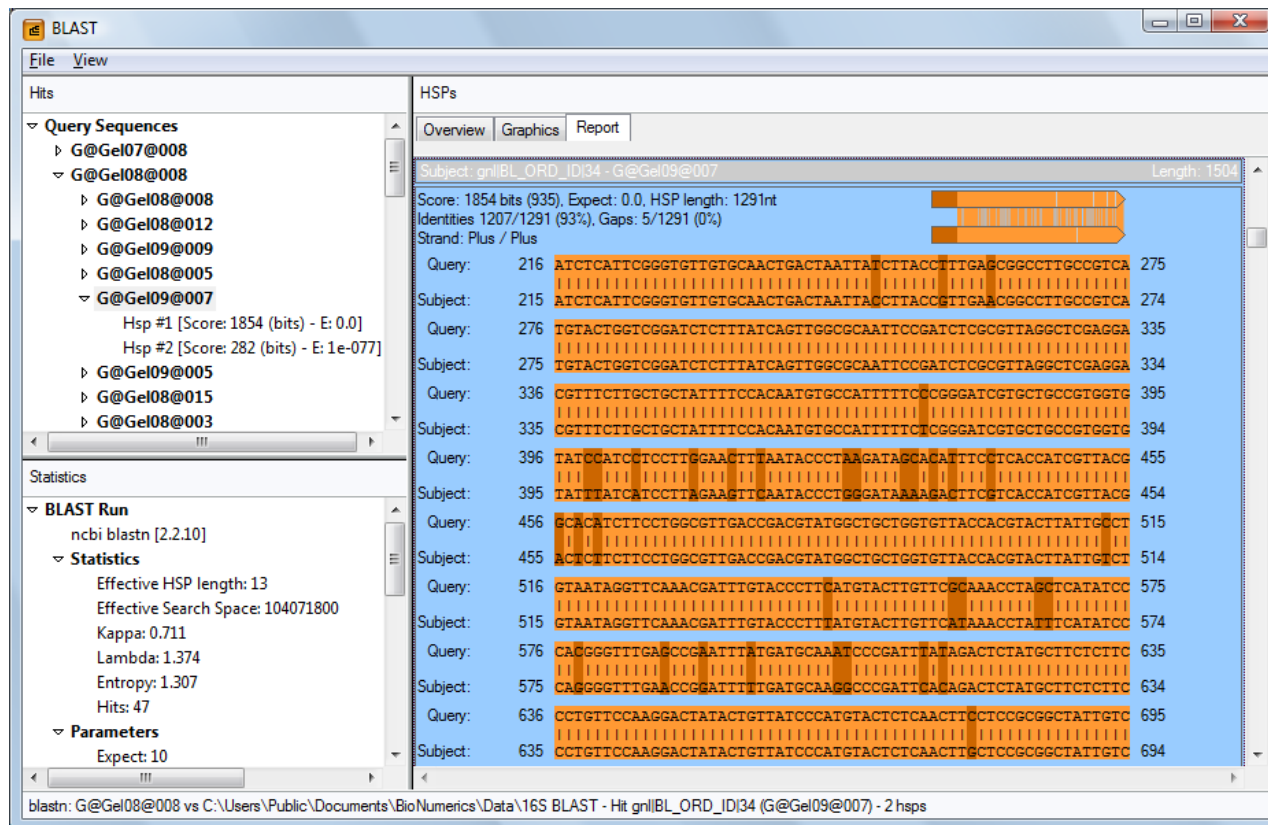 BLAST
File View
Hits
Query Sequences
G@Gel07@008
G@Gel08@008
G@Gel08@008
G@Gel08@012
G@Gel09@009
G@Gel08@005
G@Gel09@007
Hsp #1 [Score: 1854 (bits) - E: 0.0]
Hsp #2 [Score: 282 (bits) - E: 1e-077]
G@Gel09@005
G@Gel08@015
G@Gel08@003
Statistics
BLAST Run
ncbi blastn [2.2.10]
Statistics
Effective HSP length: 13
Effective Search Space: 104071800
Kappa: 0.711
Lambda: 1.374
Entropy: 1.307
Hits: 47
Parameters
Expect: 10
HSPs
Overview Graphics Report
Subject: gnl|BL_ORD_ID|34 - G@Gel09@007 Length: 1504
Score: 1854 bits (935), Expect: 0.0, HSP length: 1291nt
Identities 1207/1291 (93%), Gaps: 5/1291 (0%)
Strand: Plus / Plus
Query: 216 ATCTCATTCGGGTGTTGTGCAACTGACTAATTATCTTACCTTTGAGCGGCCTTGCCGTCA 275
Subject: 215 ATCTCATTCGGGTGTTGTGCAACTGACTAATTACCTTACCGTTGAACGGCCTTGCCGTCA 274
Query: 276 TGTACTGGTCGGATCTCTTTATCAGTTGGCGCAATTCCGATCTCGCGTTAGGCTCGAGGA 335
Subject: 275 TGTACTGGTCGGATCTCTTTATCAGTTGGCGCAATTCCGATCTCGCGTTAGGCTCGAGGA 334
Query: 336 CGTTTCTTGCTGCTATTTTCCACAATGTGCCATTTTTCCCGGGATCGTGCTGCCGTGGTG 395
Subject: 335 CGTTTCTTGCTGCTATTTTCCACAATGTGCCATTTTTCTCGGGATCGTGCTGCCGTGGTG 394
Query: 396 TATCCATCCTCCTTGGAACTTTAATACCCTAAGATAGCACATTTCCTCACCATCGTTACG 455
Subject: 395 TATTTATCATCCTTAGAAGTTCAATACCCTGGGATAAAAGACTTCGTCACCATCGTTACG 454
Query: 456 GCACATCTTCCTGGCGTTGACCGACGTATGGCTGCTGGTGTTACCACGTACTTATTGCCT 515
Subject: 455 ACTCTTCTTCCTGGCGTTGACCGACGTATGGCTGCTGGTGTTACCACGTACTTATTGTCT 514
Query: 516 GTAATAGGTTCAAACGATTTGTACCCTTCATGTACTTGTTCGCAAACCTAGCTCATATCC 575
Subject: 515 GTAATAGGTTCAAACGATTTGTACCCTTTATGTACTTGTTCATAAACCTATTTCATATCC 574
Query: 576 CACGGGTTTGAGCCGAATTTATGATGCAAATCCCGATTTATAGACTCTATGCTTCTCTTC 635
Subject: 575 CAGGGGTTTGAACCGGATTTTTGATGCAAGGCCCGATTCACAGACTCTATGCTTCTCTTC 634
Query: 636 CCTGTTCCAAGGACTATACTGTTATCCCATGTACTCTCAACTTCCTCCGCGGCTATTGTC 695
Subject: 635 CCTGTTCCAAGGACTATACTGTTATCCCATGTACTCTCAACTTGCTCCGCGGCTATTGTC 694
blastn: G@Gel08@008 vs C:\Users\Public\Documents\BioNumerics\Data\16S BLAST - Hit gnl|BL_ORD_ID|34 (G@Gel09@007) - 2 hsps